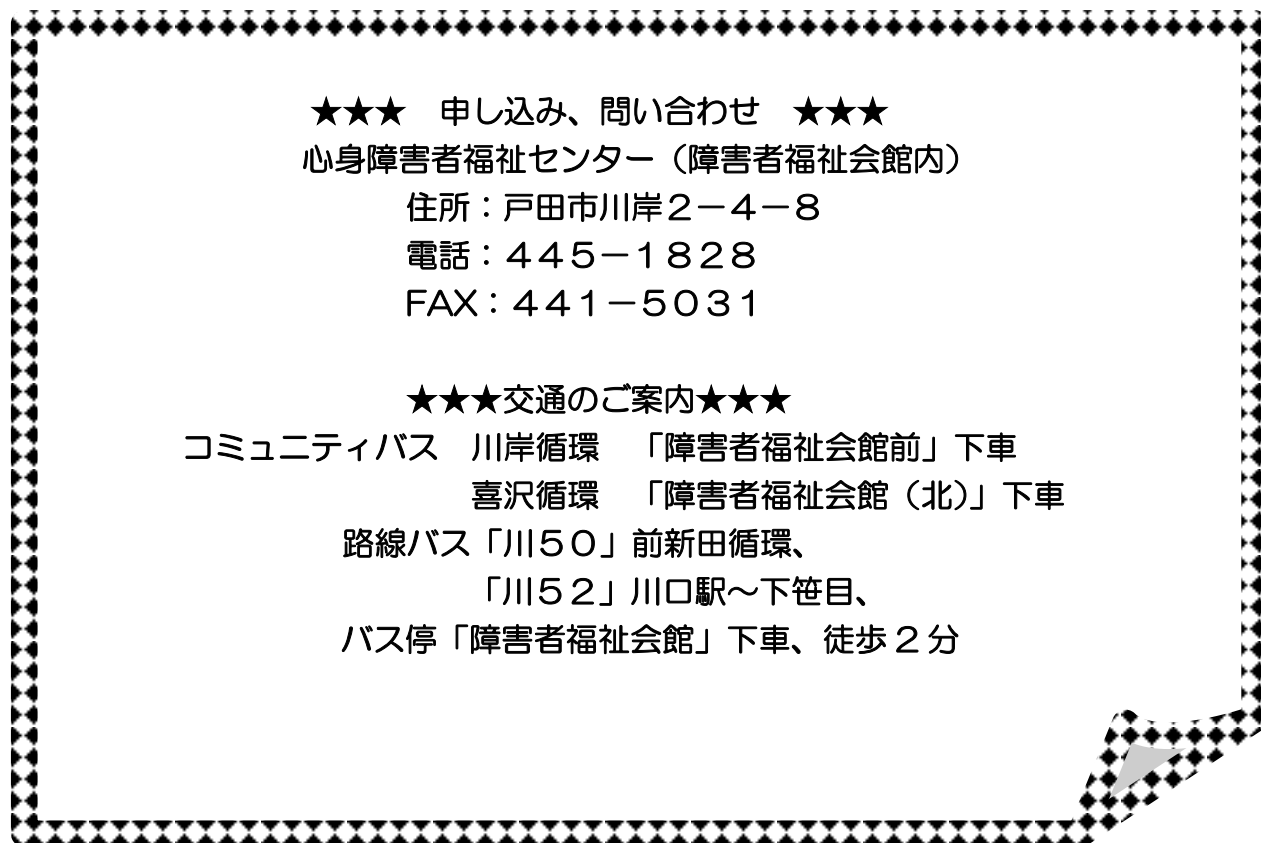 ★★★　申し込み、問い合わせ　★★★
心身障害者福祉センター（障害者福祉会館内）
住所：戸田市川岸２－４－８
電話：４４５－１８２８
FAX：４４１－５０３１
★★★交通のご案内★★★
コミュニティバス　川岸循環　「障害者福祉会館前」下車
喜沢循環　「障害者福祉会館（北）」下車
路線バス「川５０」前新田循環、
「川５２」川口駅～下笹目、
バス停「障害者福祉会館」下車、徒歩２分